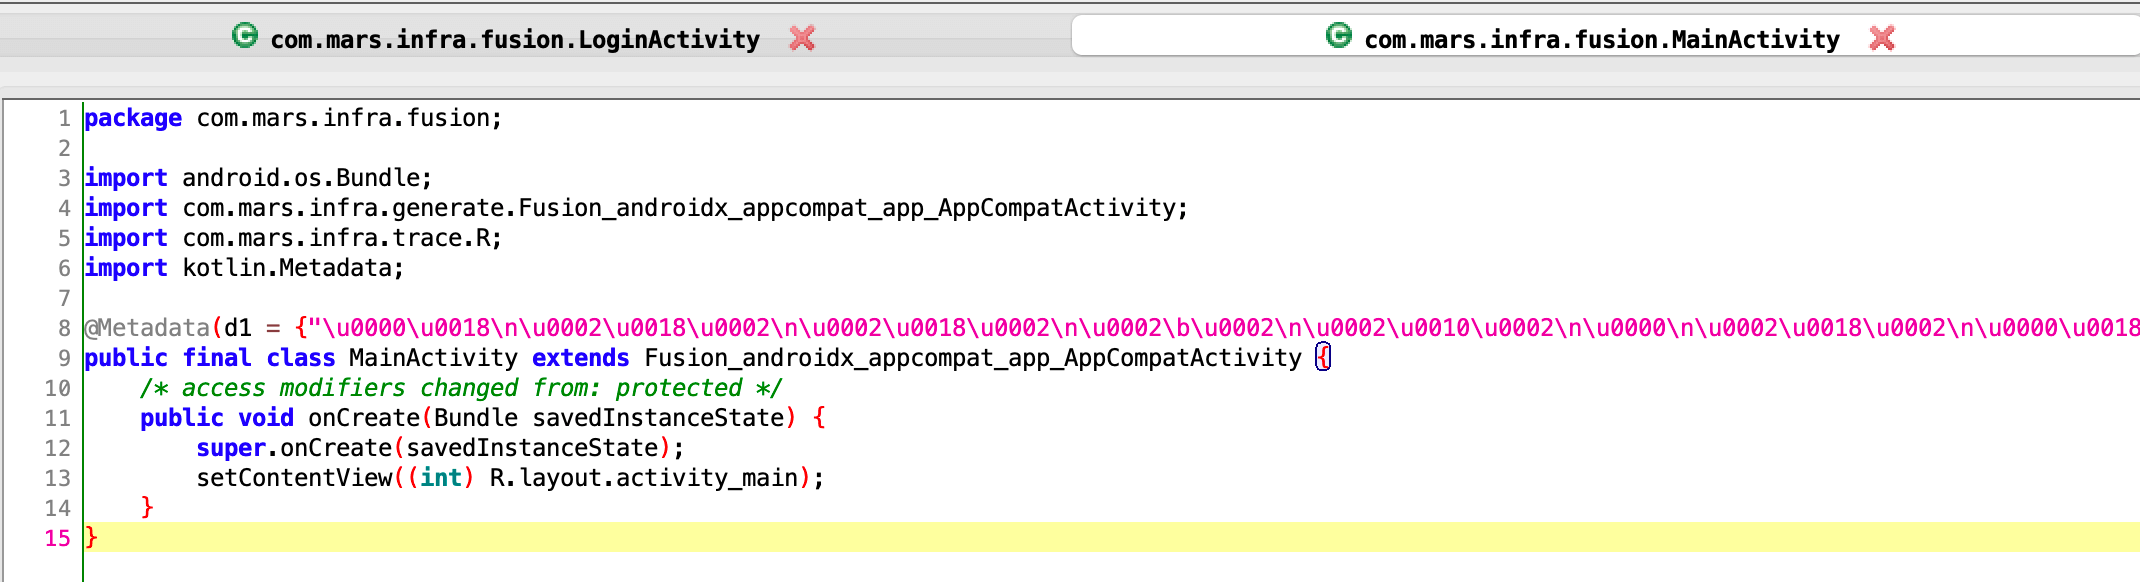 com.mars.infra.fusion.LoginActivity com.mars.infra.fusion.MainActivity
1 package com.mars.infra.fusion;
2
3 import android.os.Bundle;
4 import com.mars.infra.generate.Fusion_androidx_appcompat_app_AppCompatActivity;
5 import com.mars.infra.trace.R;
6 import kotlin.Metadata;
7
8 @Metadata(d1 = {"\u0000\u0018\n\u0002\u0018\u0002\n\u0002\u0018\u0002\n\u0002\b\u0002\n\u0002\u0010\u0002\n\u0000\n\u0002\u0018\u0002\n\u0000\u0018
9 public final class MainActivity extends Fusion_androidx_appcompat_app_AppCompatActivity {
10 /* access modifiers changed from: protected */
11 public void onCreate(Bundle savedInstanceState) {
12 super.onCreate(savedInstanceState);
13 setContentView((int) R.layout.activity_main);
14 }
15 }